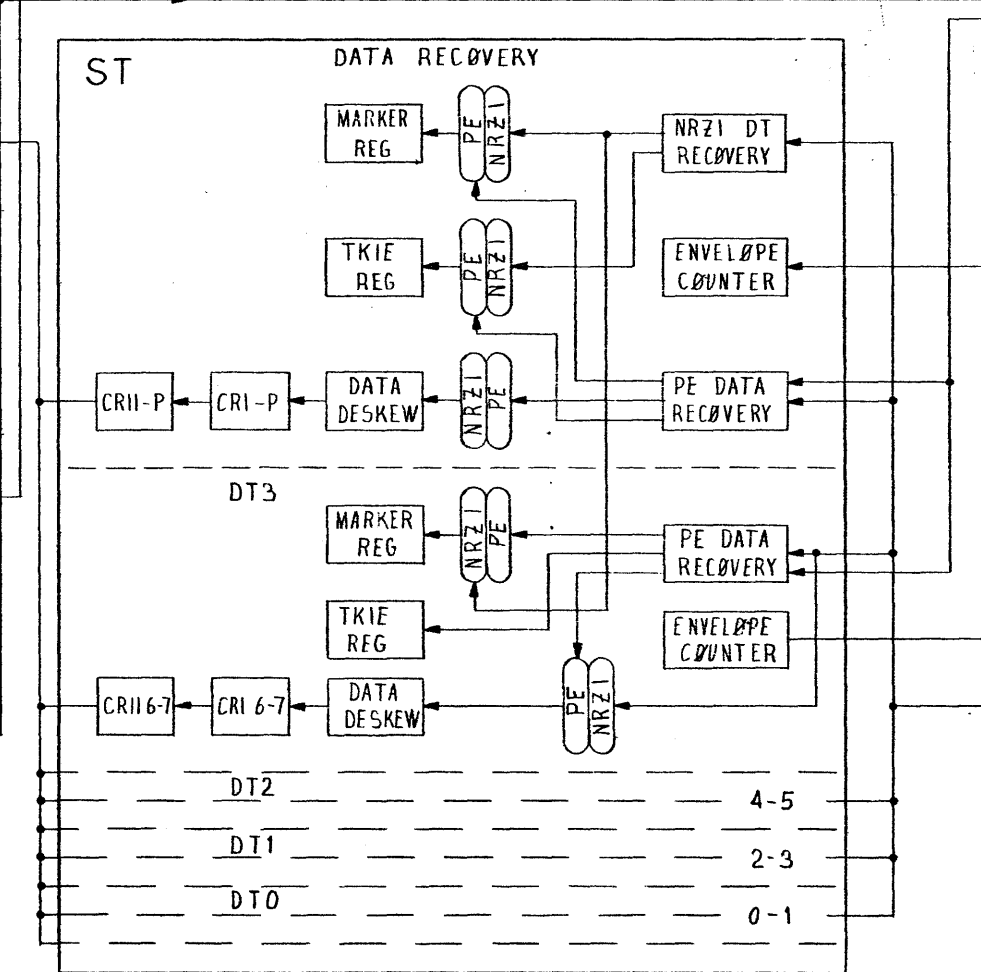 ST
DATA RECØVERY
MARKER
REG
PE
NRZI
NRZI DT
RECØVERY
TKIE
REG
PE
NRZI
ENVELØPE
CØUNTER
CRII-P
CRI-P
DATA
DESKEW
NRZI
PE
PE DATA
RECØVERY
DT3
MARKER
REG
NRZI
PE
PE DATA
RECØVERY
TKIE
REG
ENVELØPE
CØUNTER
CRII 6-7
CRI 6-7
DATA
DESKEW
PE
NRZI
DT2
4-5
DT1
2-3
DT0
0-1